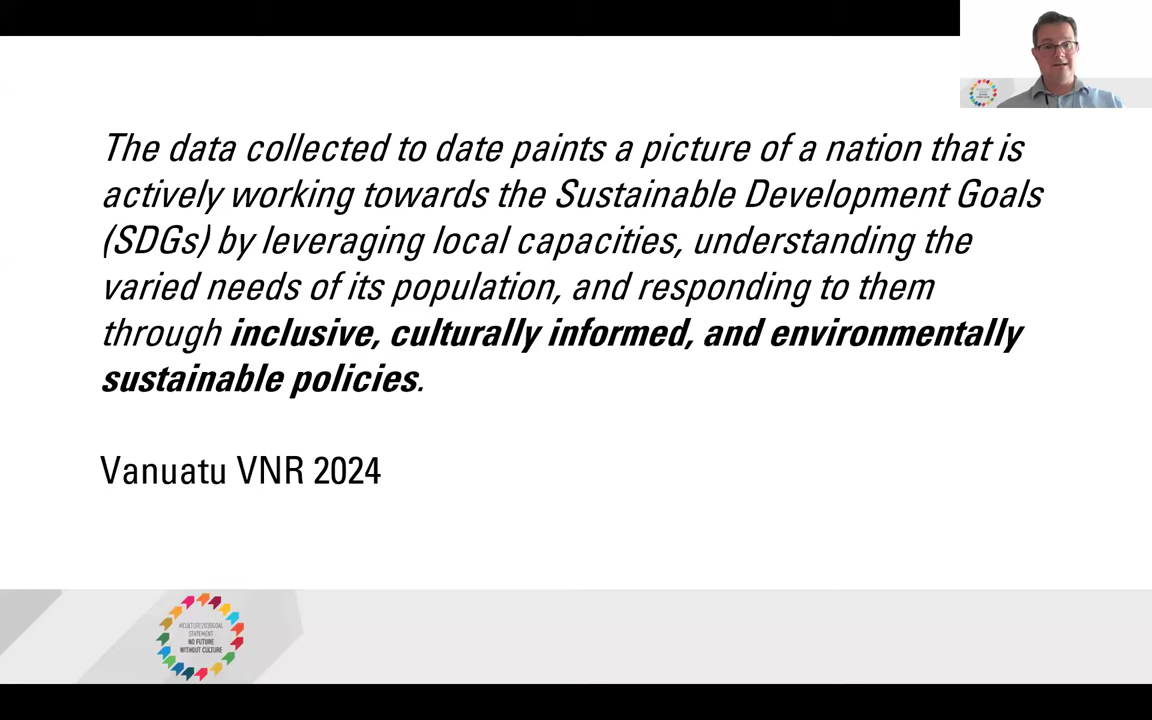 The data collected to date paints a picture of a nation that is
actively working towards the Sustainable Development Goals
(SDGs) by leveraging local capacities, understanding the
varied needs of its population, and responding to them
through inclusive, culturally informed, and environmentally
sustainable policies.
Vanuatu VNR 2024
#CULTURE2030GOAL
STATEMENT
NO FUTURE
WITHOUT CULTURE